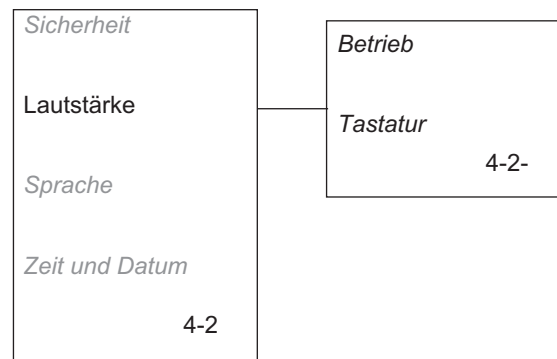 Sicherheit
Lautstärke
Sprache
Zeit und Datum
4-2
Betrieb
Tastatur
4-2-